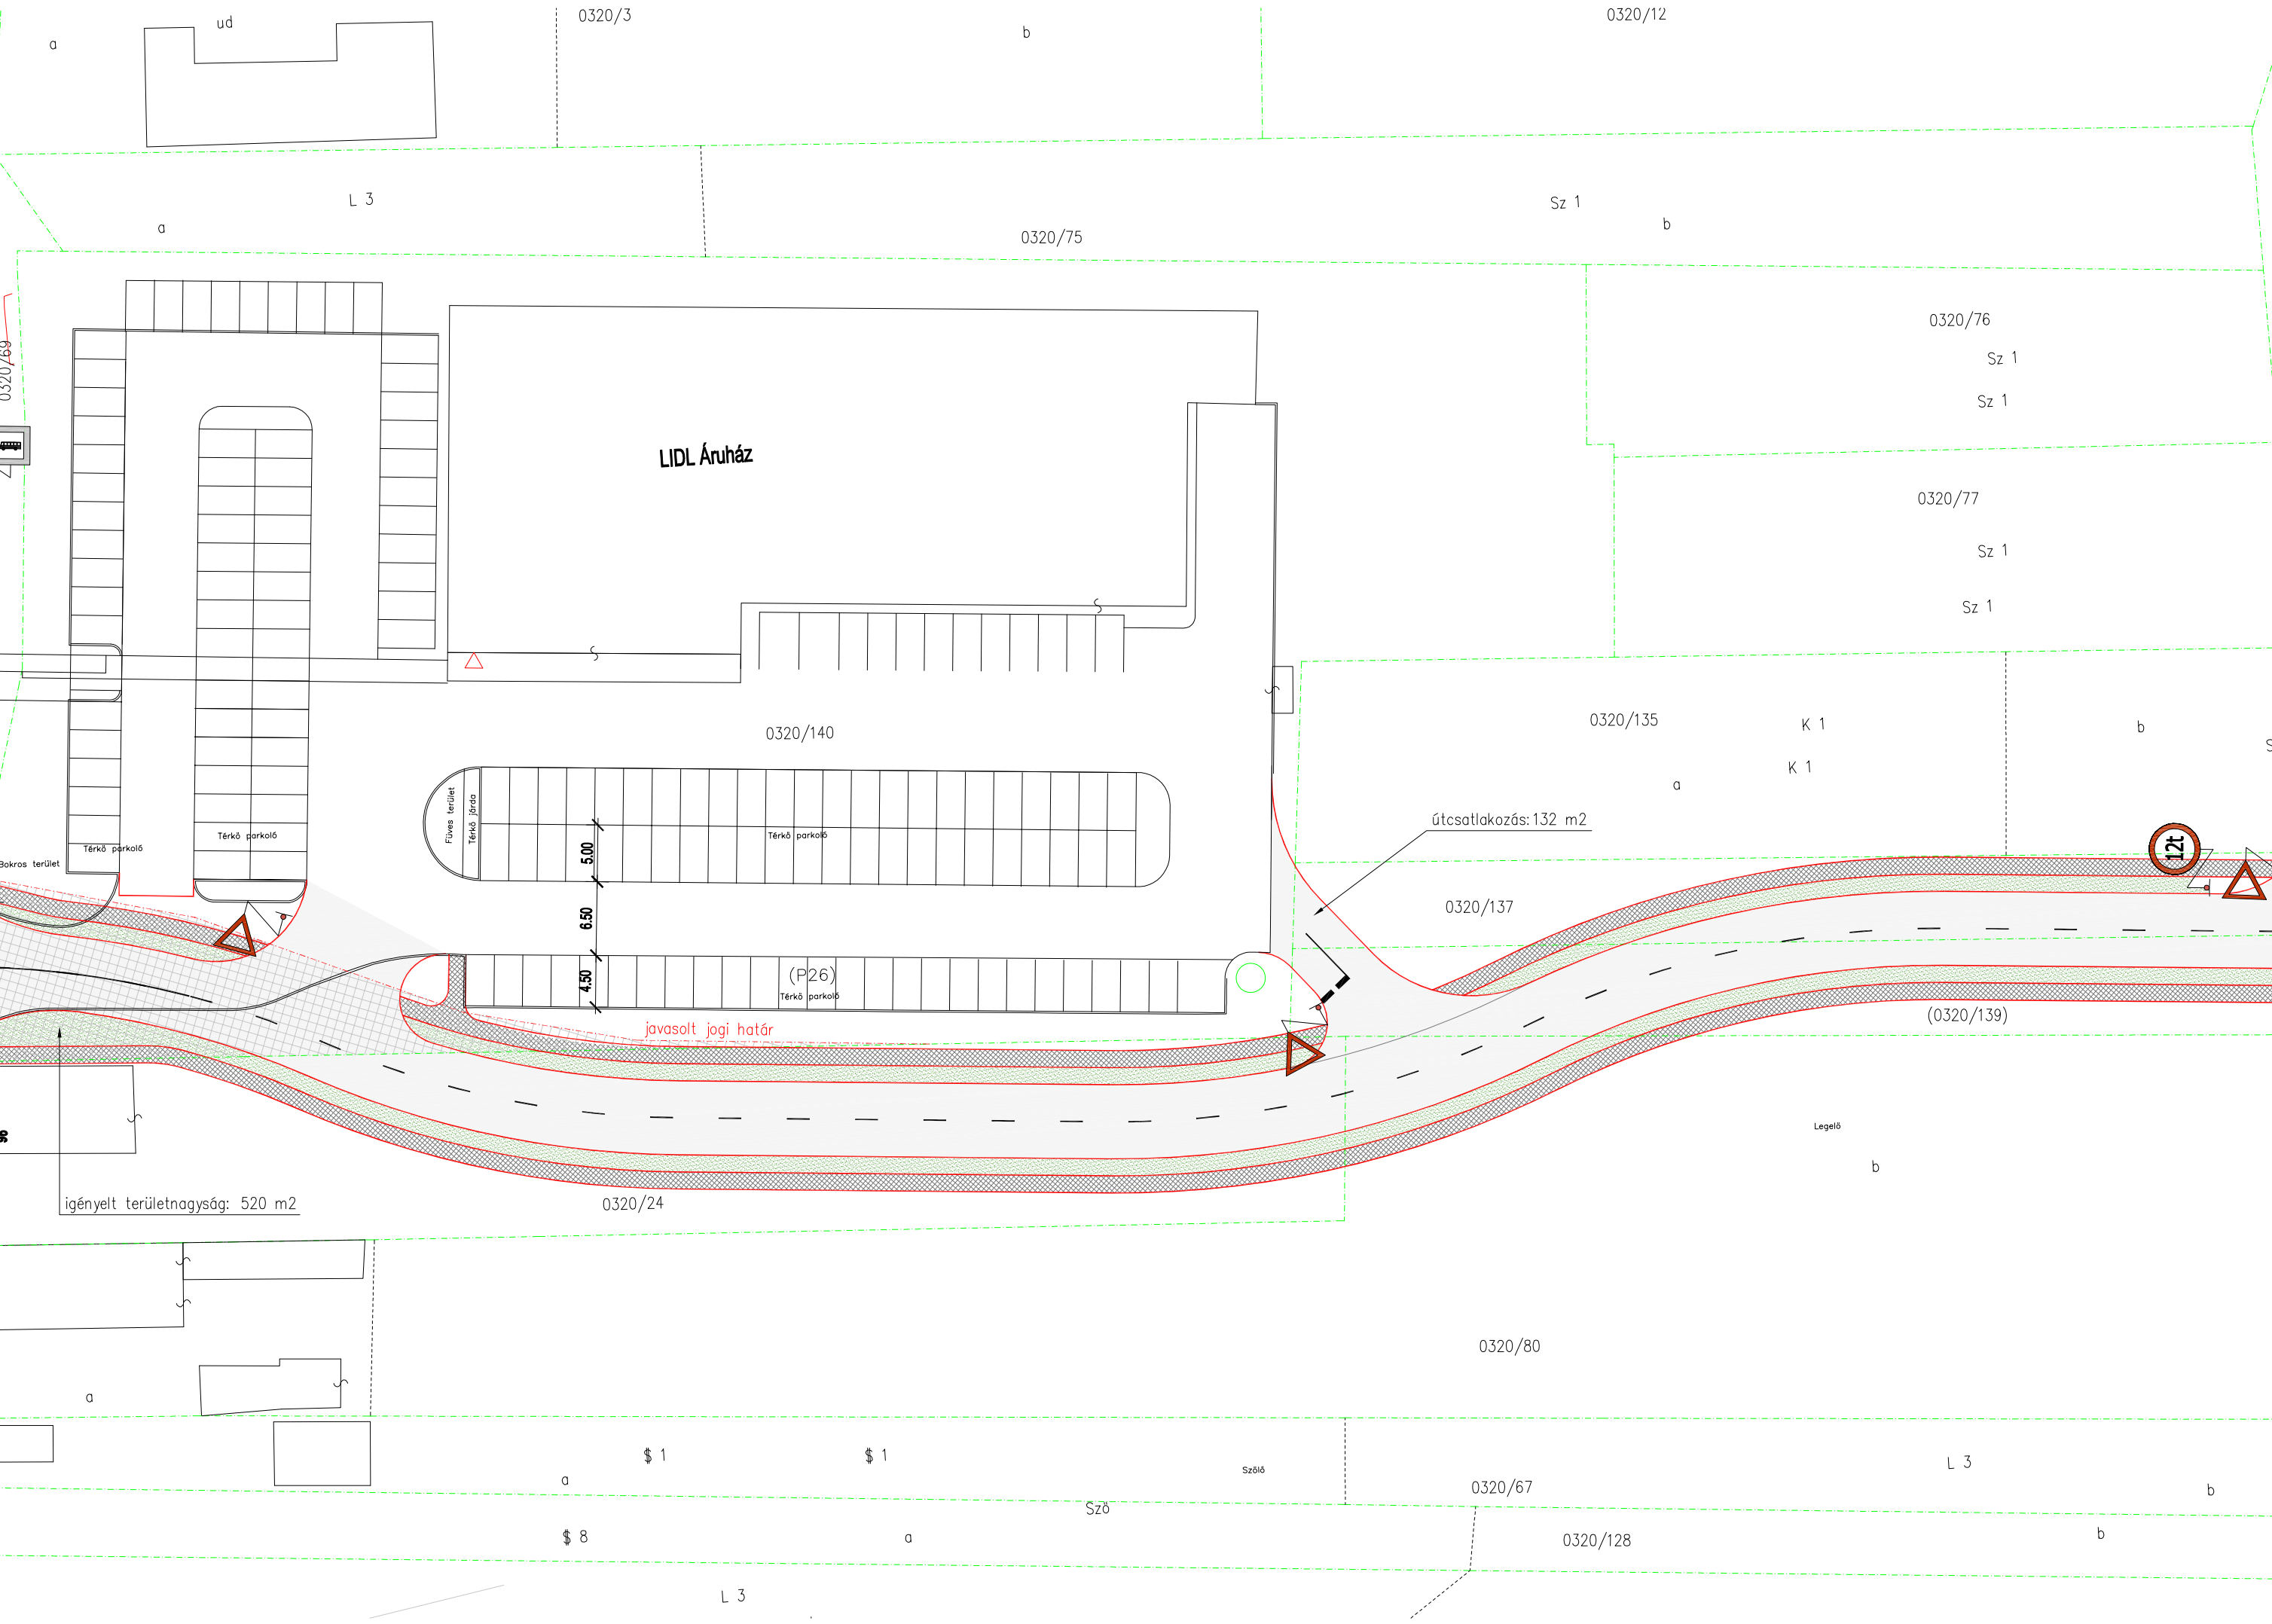 ud
0320/3
b
0320/12
a
L 3
a
0320/75
Sz 1
b
0320/69
0320/76
Sz 1
Sz 1
LIDL Áruház
0320/77
Sz 1
Sz 1
0320/140
0320/135
K 1
b
K 1
a
Füves terület
Térkő járda
Térkő parkoló
Térkő parkoló
Térkő parkoló
Bokros terület
5.00
6.50
4.50
útcsatlakozás: 132 m2
12t
0320/137
(P26)
Térkő parkoló
javasolt jogi határ
(0320/139)
Legelő
b
96
igényelt területnagyság: 520 m2
0320/24
0320/80
a
$ 1
$ 1
a
Szőlő
0320/67
L 3
b
Sző
$ 8
a
0320/128
b
L 3